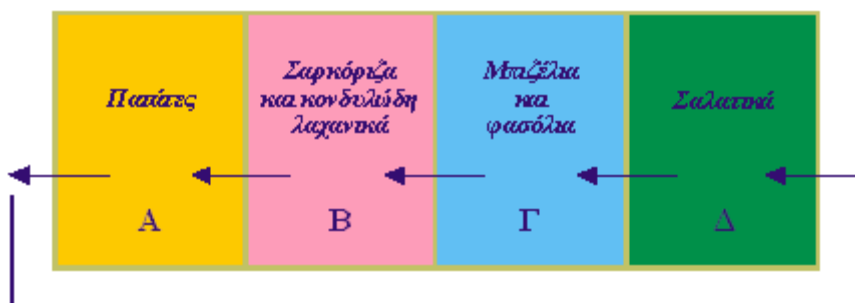 Πατάτες
Σαρκόριζα
και κονδυλώδη
λαχανικά
Μπιζέλια
και
φασόλια
Σαλατικά
Α
Β
Γ
Δ